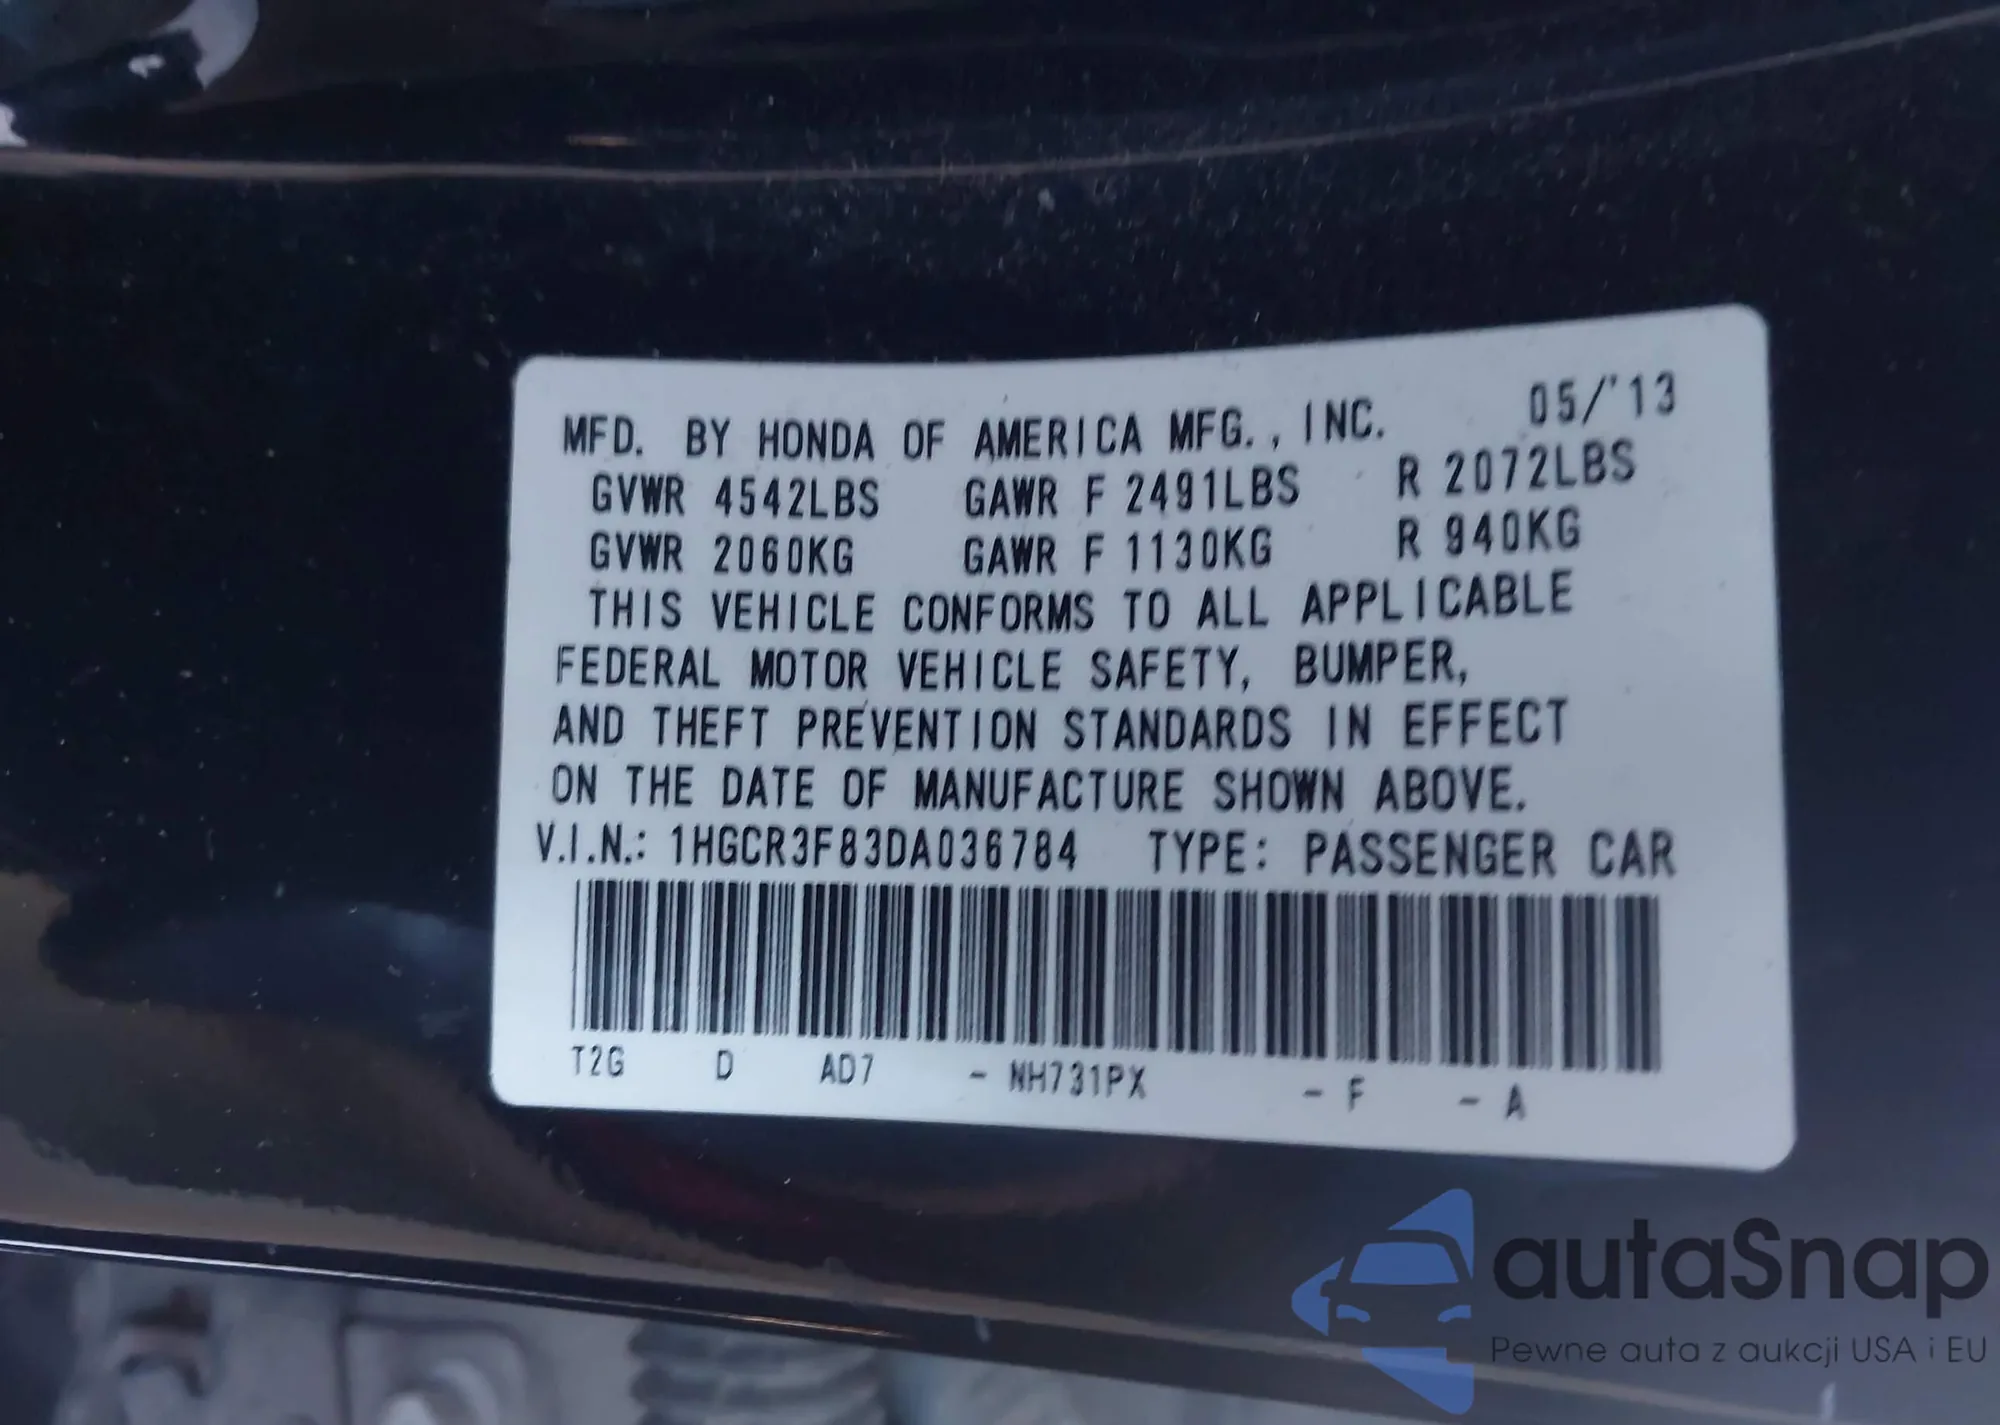 MFD. BY HONDA OF AMERICA MFG., INC. 05/'13
GVWR 4542LBS GAWR F 2491LBS R 2072LBS
GVWR 2060KG GAWR F 1130KG R 940KG
THIS VEHICLE CONFORMS TO ALL APPLICABLE
FEDERAL MOTOR VEHICLE SAFETY, BUMPER,
AND THEFT PREVENTION STANDARDS IN EFFECT
ON THE DATE OF MANUFACTURE SHOWN ABOVE.
V.I.N.: 1HGCR3F83DA036784 TYPE: PASSENGER CAR
T2G D AD7 - NH731PX - F - A
autaSnap
Pewne auta z aukcji USA i EU